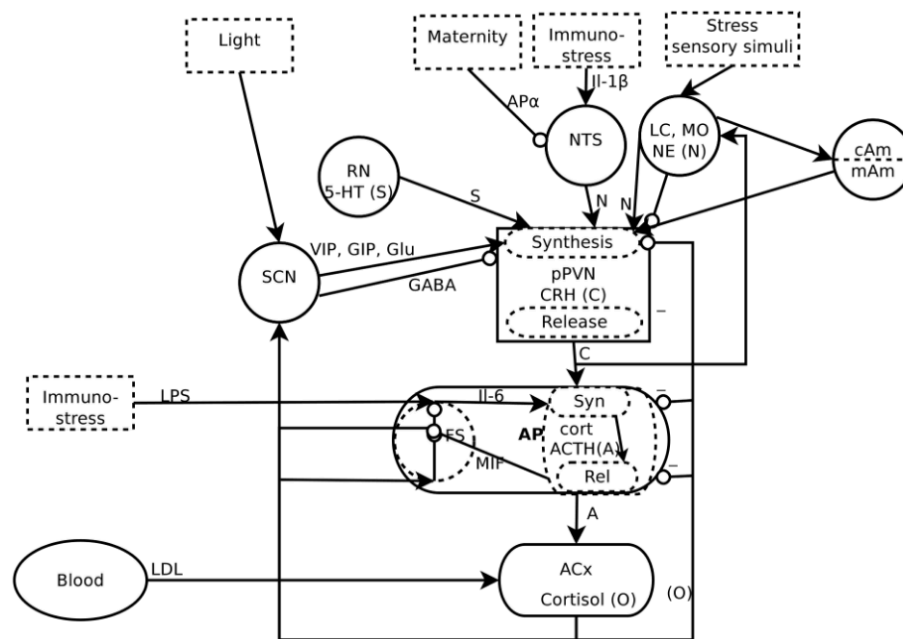 Light
Maternity
Immuno-
stress
Stress
sensory simuli
Il-1β
APα
NTS
LC, MO
NE (N)
cAm
mAm
RN
5-HT (S)
S
N
N
Synthesis
VIP, GIP, Glu
SCN
GABA
pPVN
CRH (C)
Release
–
C
Immuno-
stress
LPS
Il-6
Syn
–
FS
AP
cort
ACTH(A)
MIF
Rel
–
A
Blood
LDL
ACx
Cortisol (O)
(O)